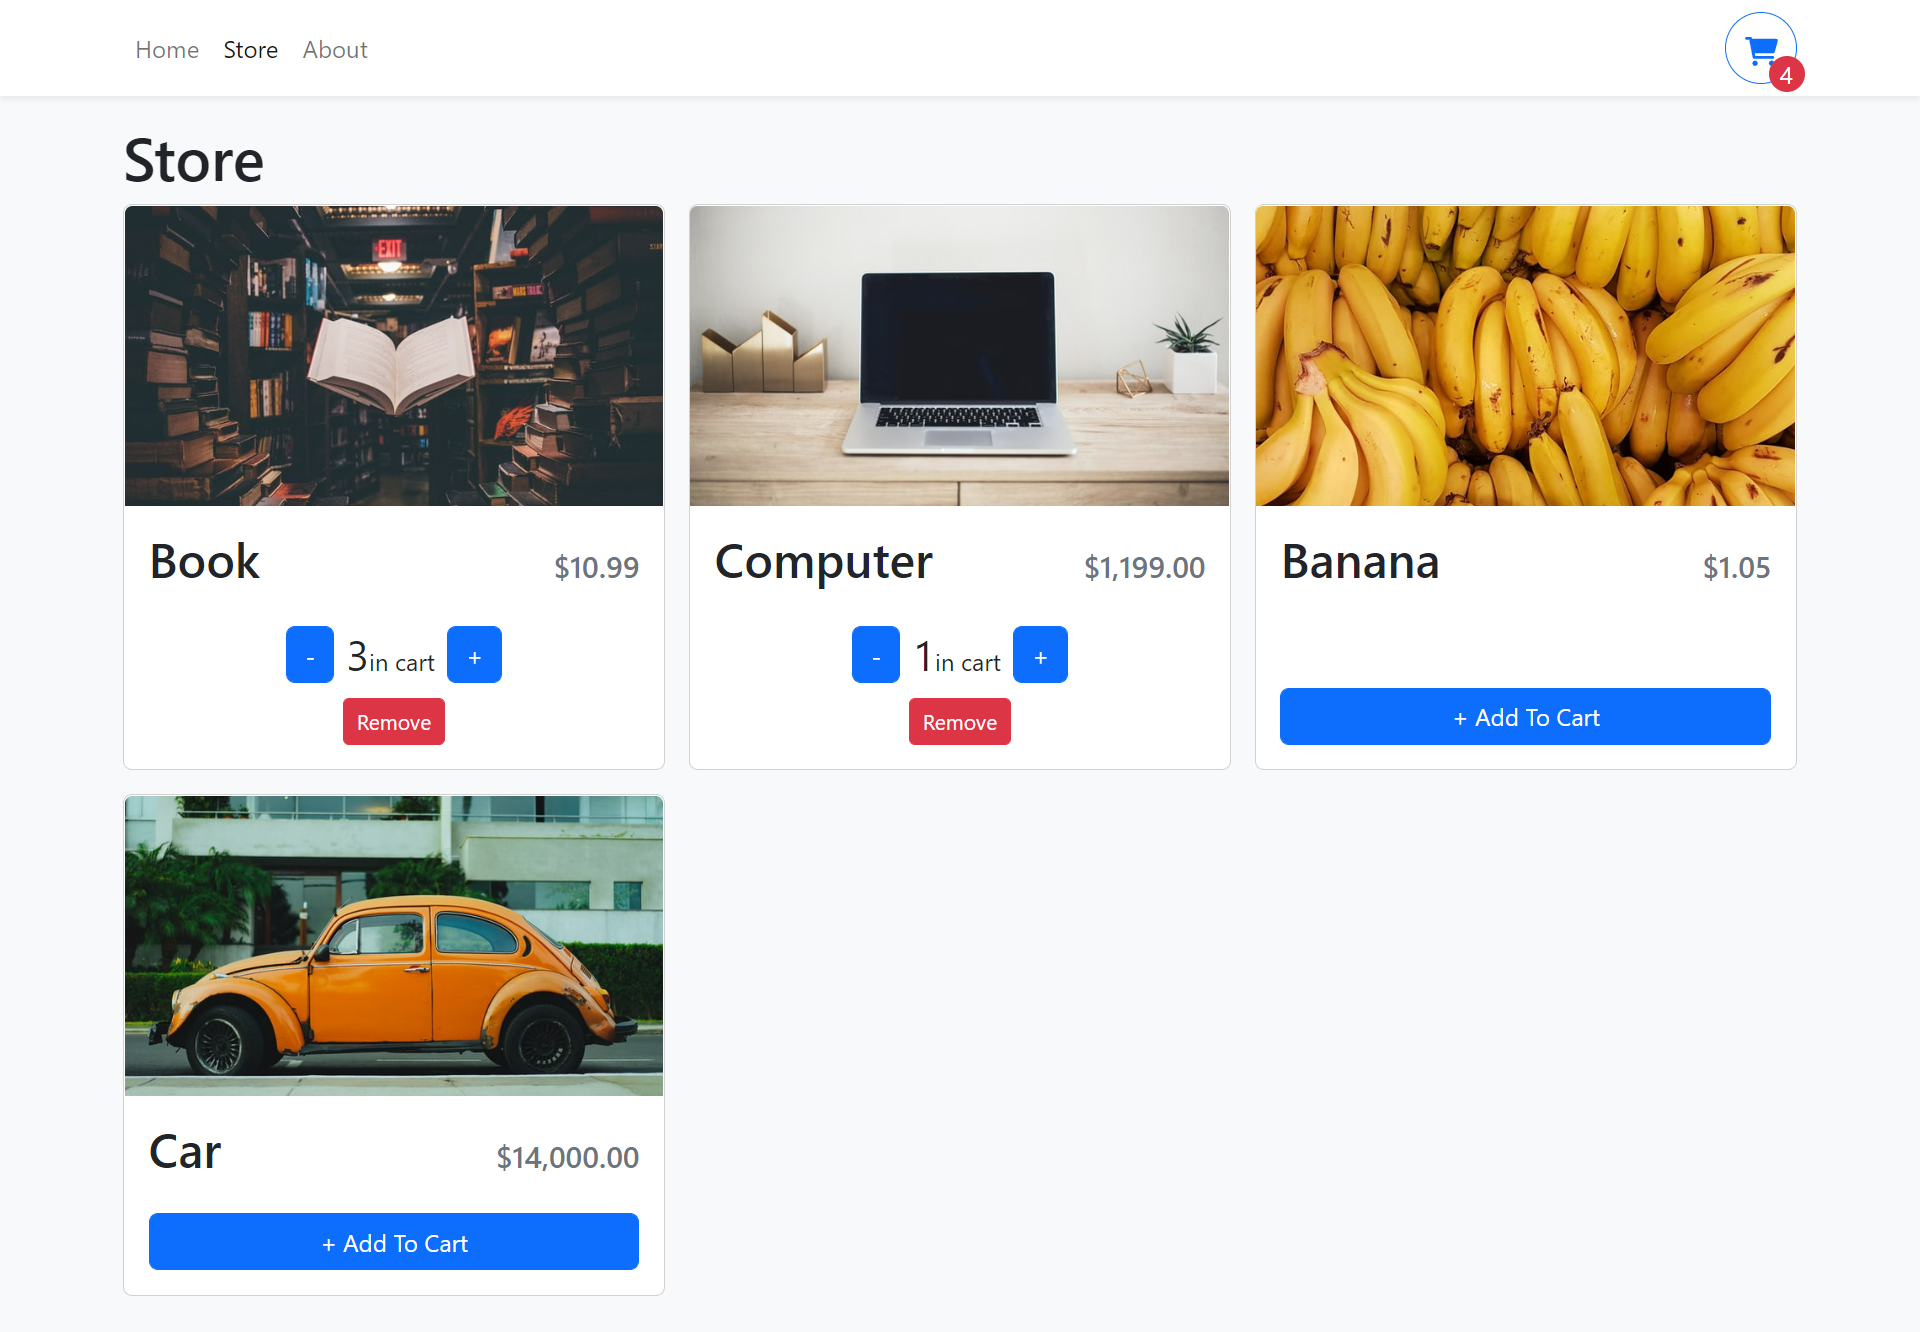 Home Store About
4
Store
EXIT
Book $10.99
- 3in cart +
Remove
Computer $1,199.00
- 1in cart +
Remove
Banana $1.05
+ Add To Cart
Car $14,000.00
+ Add To Cart